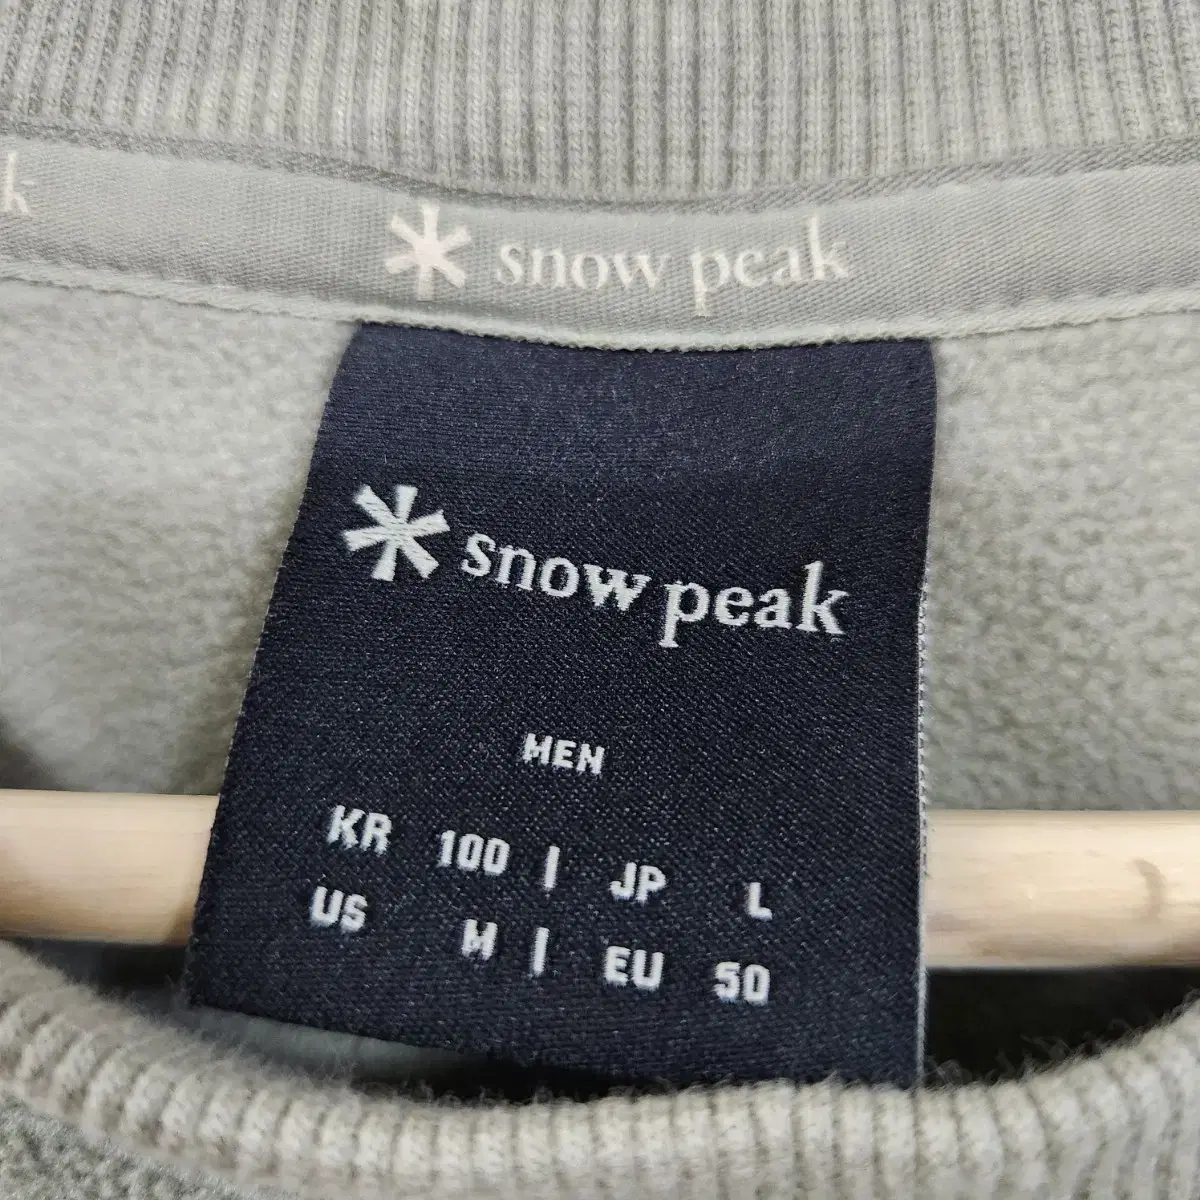 k
snow peak
snow peak
MEN
KR 100 | JP L
US M | EU 50